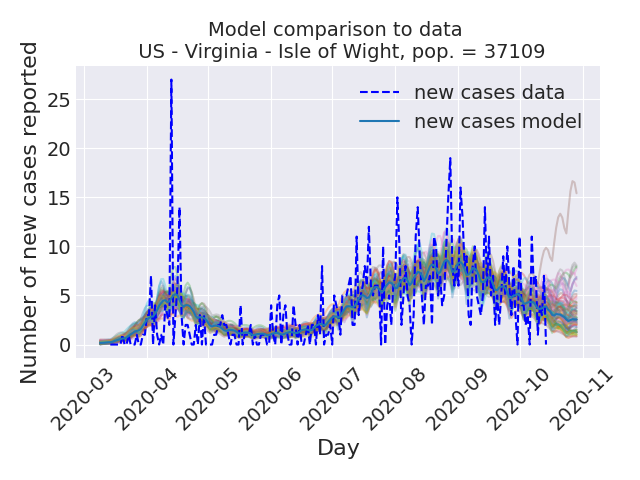 Model comparison to data
US - Virginia - Isle of Wight, pop. = 37109
Number of new cases reported
25
20
15
10
5
0
new cases data
new cases model
2020-03
2020-04
2020-05
2020-06
2020-07
2020-08
2020-09
2020-10
2020-11
Day